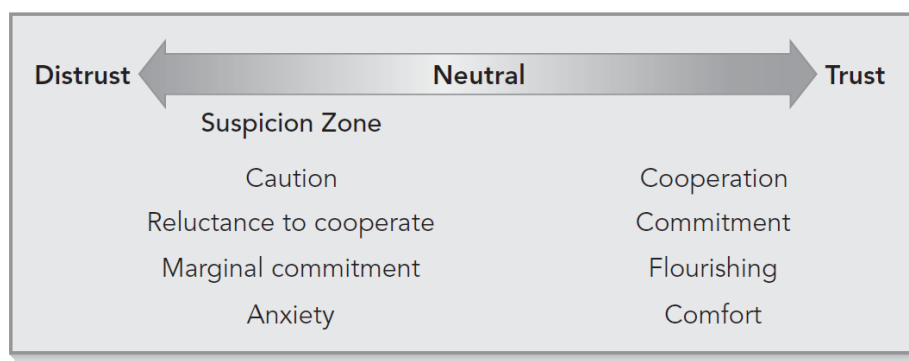 Distrust Neutral Trust
Suspicion Zone
Caution Cooperation
Reluctance to cooperate Commitment
Marginal commitment Flourishing
Anxiety Comfort